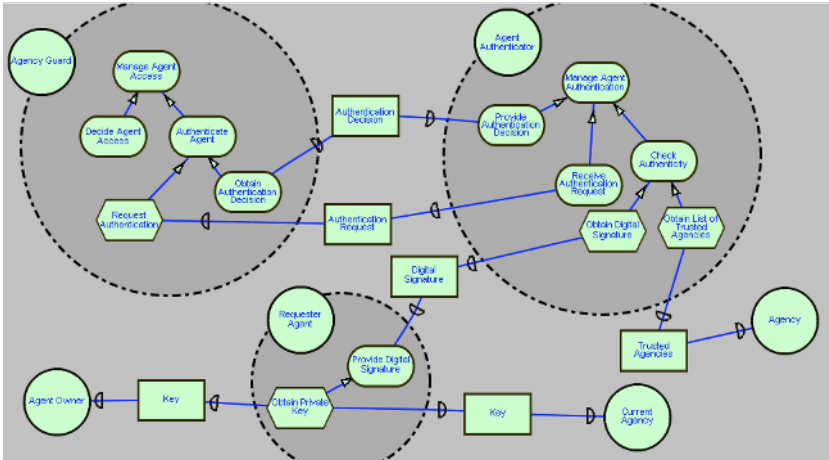 Agency Guard
Manage Agent
Access
Decide Agent
Access
Authenticate
Agent
Obtain
Authentication
Decision
Request
Authentication
Authentication
Decision
Authentication
Request
Agent
Authenticator
Manage Agent
Authentication
Provide
Authentication
Decision
Check
Authenticity
Receive
Authentication
Request
Obtain Digital
Signature
Obtain List of
Trusted
Agencies
Digital
Signature
Requester
Agent
Provide Digital
Signature
Obtain Private
Key
Agency
Trusted
Agencies
Agent Owner
Key
Key
Current
Agency